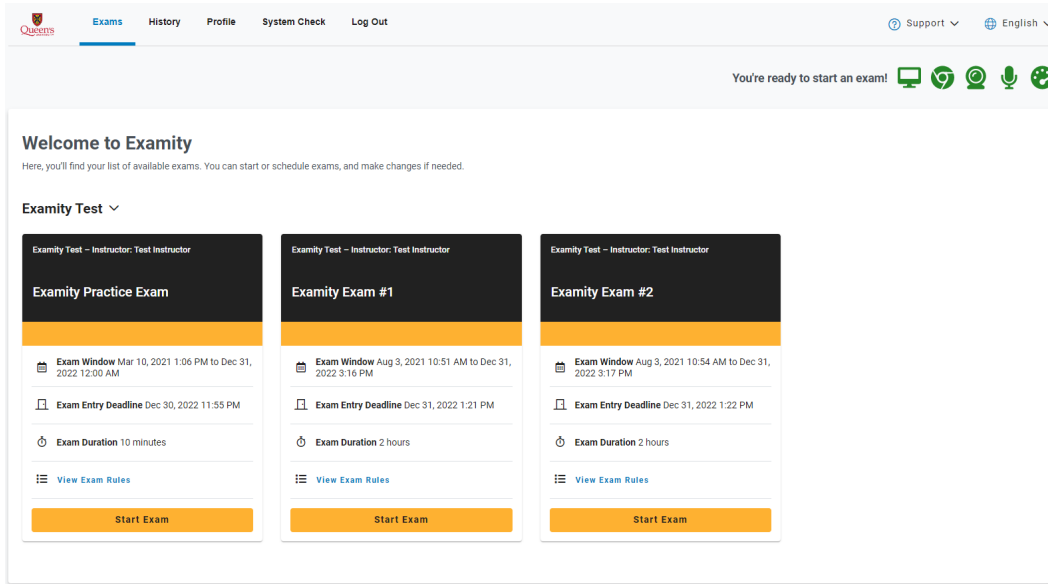 Queen's
Exams
History
Profile
System Check
Log Out
Support
English
You're ready to start an exam!
Welcome to Examity
Here, you'll find your list of available exams. You can start or schedule exams, and make changes if needed.
Examity Test
Examity Test – Instructor: Test Instructor
Examity Practice Exam
Exam Window Mar 10, 2021 1:06 PM to Dec 31,
2022 12:00 AM
Exam Entry Deadline Dec 30, 2022 11:55 PM
Exam Duration 10 minutes
View Exam Rules
Start Exam
Examity Test – Instructor: Test Instructor
Examity Exam #1
Exam Window Aug 3, 2021 10:51 AM to Dec 31,
2022 3:16 PM
Exam Entry Deadline Dec 31, 2022 1:21 PM
Exam Duration 2 hours
View Exam Rules
Start Exam
Examity Test – Instructor: Test Instructor
Examity Exam #2
Exam Window Aug 3, 2021 10:54 AM to Dec 31,
2022 3:17 PM
Exam Entry Deadline Dec 31, 2022 1:22 PM
Exam Duration 2 hours
View Exam Rules
Start Exam